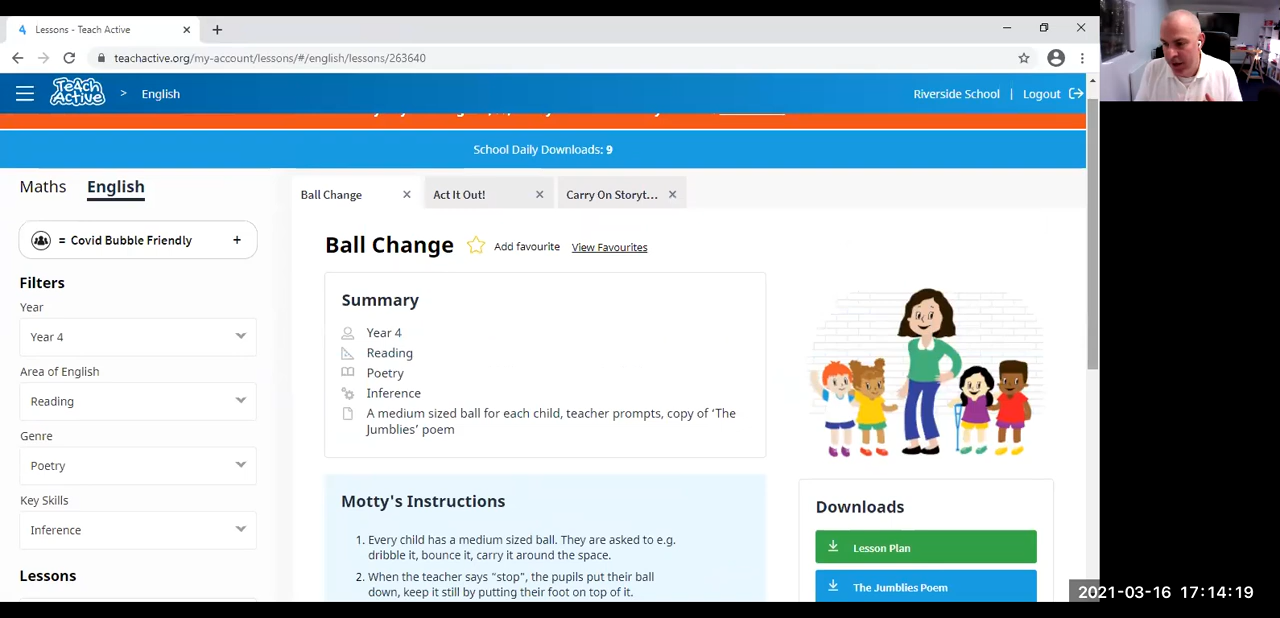 Lessons - Teach Active
teachactive.org/my-account/lessons/#/english/lessons/263640
TEACH ACTIVE > English
Riverside School | Logout
School Daily Downloads: 9
Maths English
Ball Change
Act It Out!
Carry On Storyt...
= Covid Bubble Friendly +
Ball Change Add favourite View Favourites
Filters
Year
Year 4
Area of English
Reading
Genre
Poetry
Key Skills
Inference
Lessons
Summary
Year 4
Reading
Poetry
Inference
A medium sized ball for each child, teacher prompts, copy of ‘The
Jumblies’ poem
Motty's Instructions
1. Every child has a medium sized ball. They are asked to e.g.
dribble it, bounce it, carry it around the space.
2. When the teacher says “stop”, the pupils put their ball
down, keep it still by putting their foot on top of it.
Downloads
Lesson Plan
The Jumblies Poem
2021-03-16 17:14:19